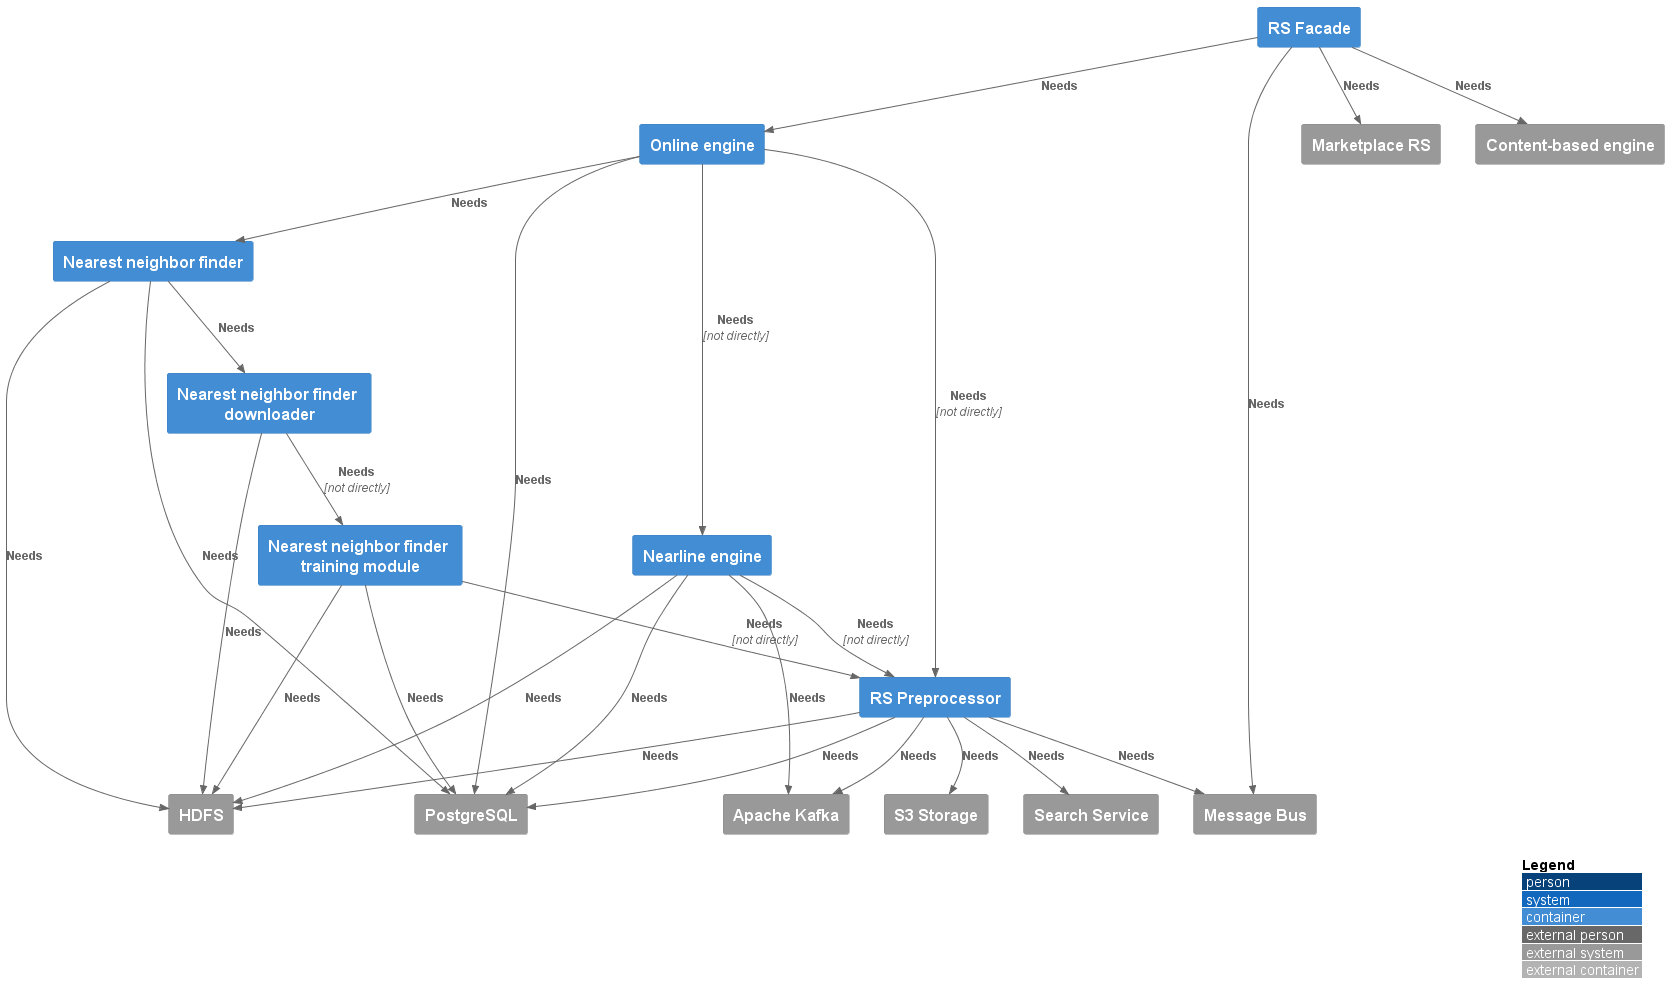 RS Facade
Needs
Needs
Needs
Online engine
Marketplace RS
Content-based engine
Needs
Nearest neighbor finder
Needs
[not directly]
Needs
Nearest neighbor finder
downloader
Needs
[not directly]
Needs
Needs
[not directly]
Needs
Nearest neighbor finder
training module
Nearline engine
Needs
Needs
Needs
Needs
[not directly]
Needs
[not directly]
Needs
Needs
Needs
Needs
Needs
RS Preprocessor
Needs
Needs
Needs
Needs
Needs
Needs
HDFS
PostgreSQL
Apache Kafka
S3 Storage
Search Service
Message Bus
Legend
person
system
container
external person
external system
external container